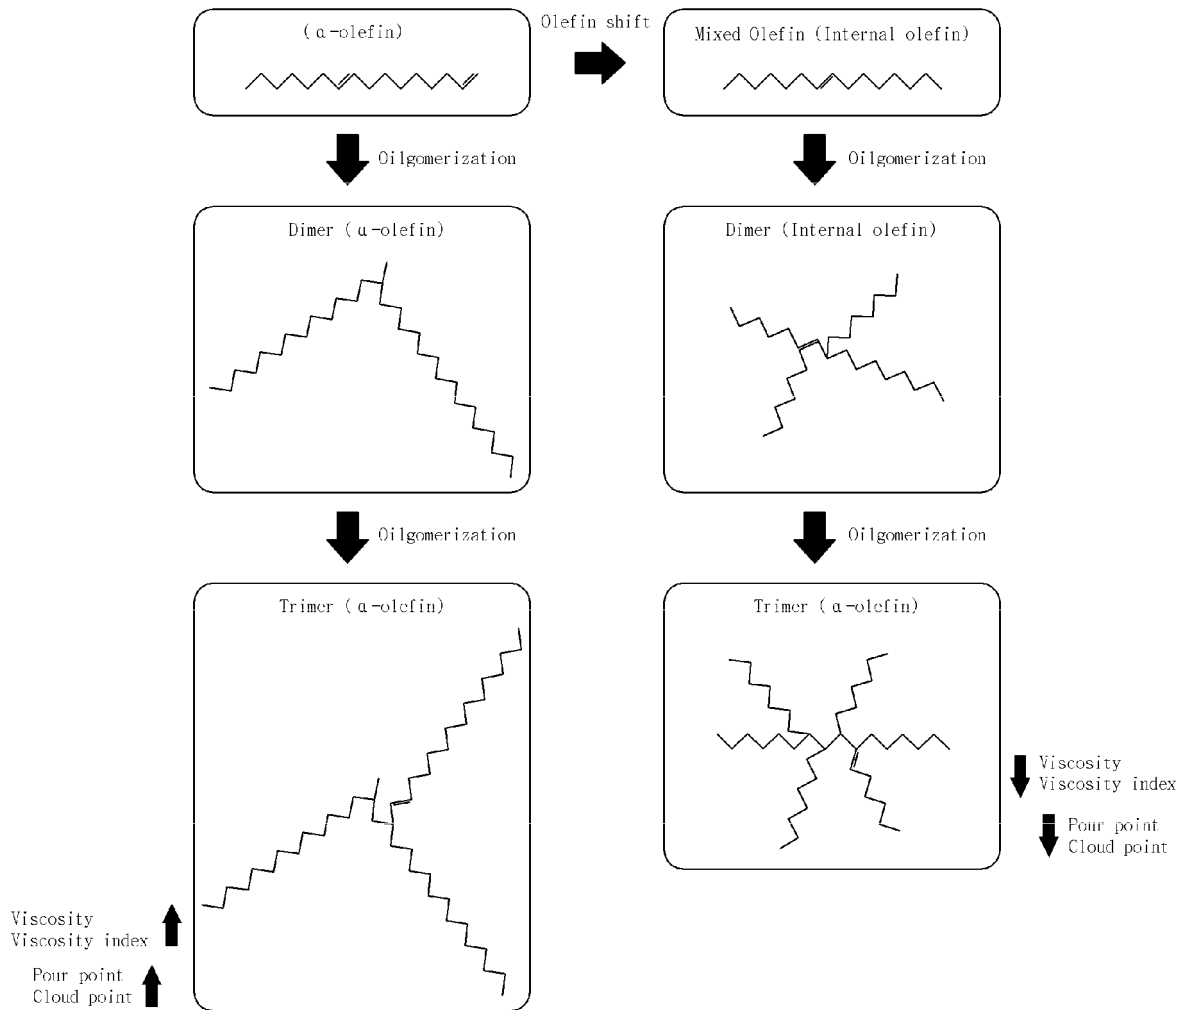 (α-olefin)
Olefin shift
Mixed Olefin (Internal olefin)
Oilgomerization
Oilgomerization
Dimer (α-olefin)
Dimer (Internal olefin)
Oilgomerization
Oilgomerization
Trimer (α-olefin)
Trimer (α-olefin)
Viscosity
Viscosity index
Pour point
Cloud point
Viscosity
Viscosity index
Pour point
Cloud point